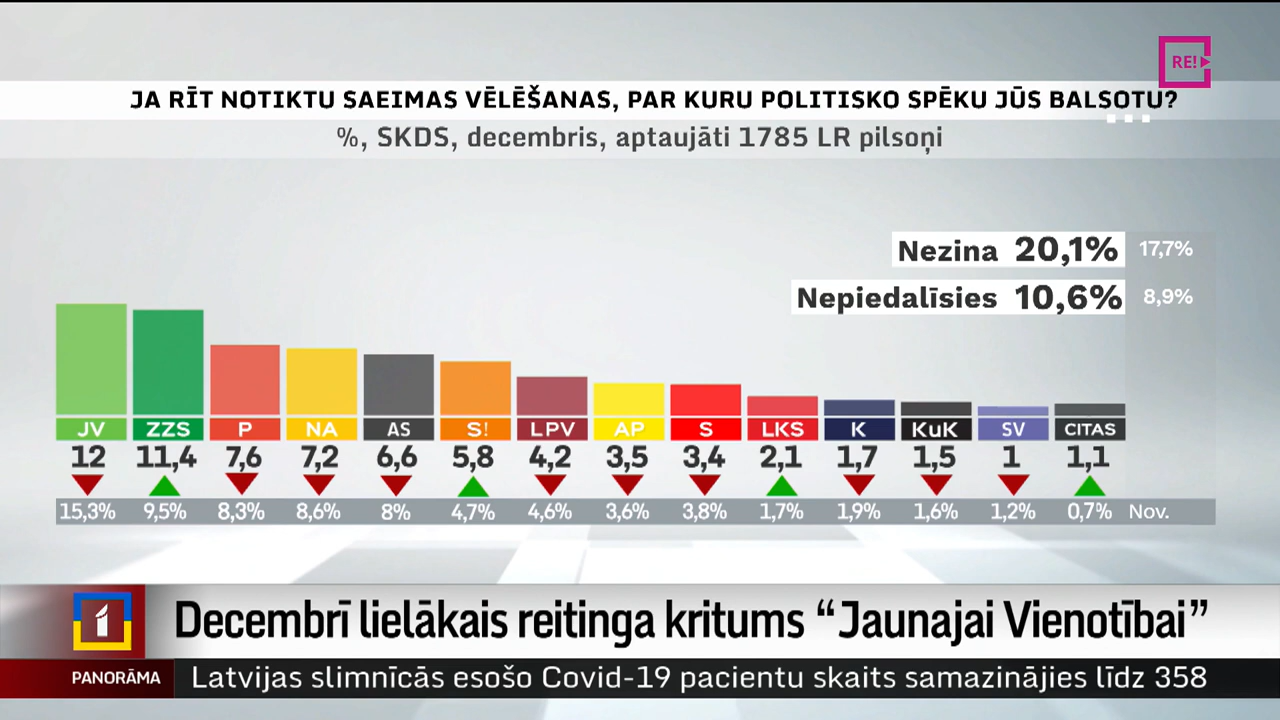 RE!
JA RĪT NOTIKTU SAEIMAS VĒLĒŠANAS, PAR KURU POLITISKO SPĒKU JŪS BALSOTU?
%, SKDS, decembris, aptaujāti 1785 LR pilsoņi
Nezina 20,1% 17,7%
Nepiedalīsies 10,6% 8,9%
JV ZZS P NA AS S! LPV AP S LKS K KuK SV CITAS
12 11,4 7,6 7,2 6,6 5,8 4,2 3,5 3,4 2,1 1,7 1,5 1 1,1
15,3% 9,5% 8,3% 8,6% 8% 4,7% 4,6% 3,6% 3,8% 1,7% 1,9% 1,6% 1,2% 0,7% Nov.
1 Decembrī lielākais reitinga kritums “Jaunajai Vienotībai”
PANORĀMA Latvijas slimnīcās esošo Covid-19 pacientu skaits samazinājies līdz 358